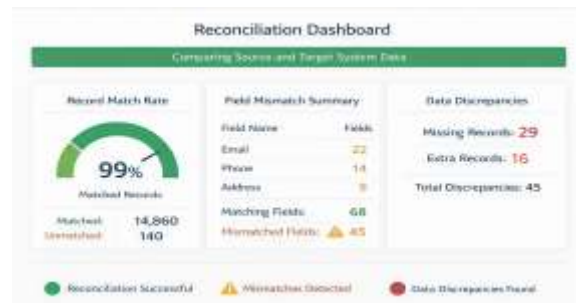 Reconciliation Dashboard
Comparing Source and Target System Data
Record Match Rate
99%
Matched Records
Matched: 14,860
Unmatched: 140
Field Mismatch Summary
Field Name Fields
Email 22
Phone 14
Address 9
Matching Fields: 68
Mismatched Fields: 45
Data Discrepancies
Missing Records: 29
Extra Records: 16
Total Discrepancies: 45
Reconciliation Successful
Mismatches Detected
Data Discrepancies Found